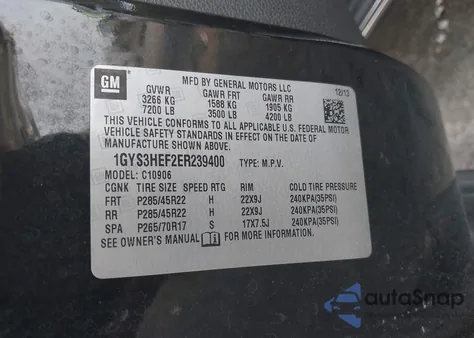 GM
MFD BY GENERAL MOTORS LLC
12/13
GVWR GAWR FRT GAWR RR
3266 KG 1588 KG 1905 KG
7200 LB 3500 LB 4200 LB
THIS VEHICLE CONFORMS TO ALL APPLICABLE U.S. FEDERAL MOTOR
VEHICLE SAFETY STANDARDS IN EFFECT ON THE DATE OF
MANUFACTURE SHOWN ABOVE.
1GYS3HEF2ER239400 TYPE: M.P.V.
MODEL: C10906
CGNK TIRE SIZE SPEED RTG RIM COLD TIRE PRESSURE
FRT P285/45R22 H 22X9J 240KPA(35PSI)
RR P285/45R22 H 22X9J 240KPA(35PSI)
SPA P265/70R17 S 17X7.5J 240KPA(35PSI)
SEE OWNER'S MANUAL FOR MORE INFORMATION.
autoSnap